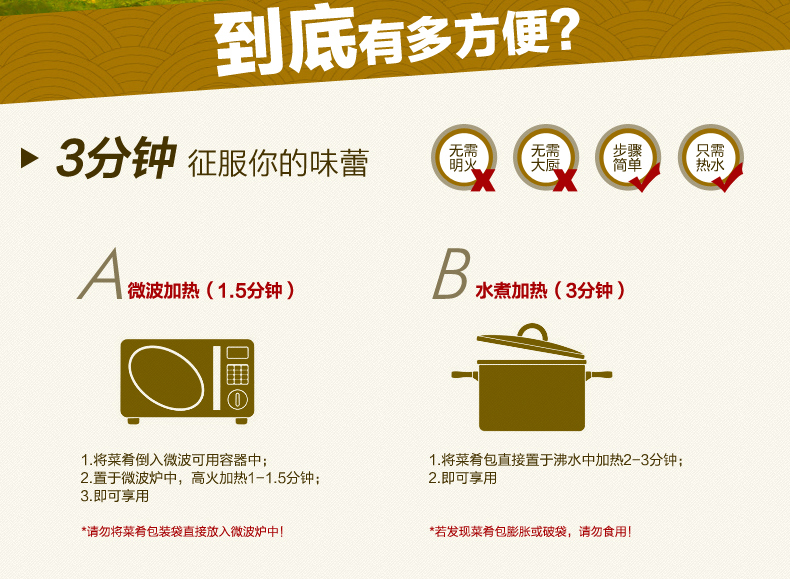 到底有多方便?
3分钟 征服你的味蕾
无需
明火
无需
大厨
步骤
简单
只需
热水
A 微波加热（1.5分钟）
1.将菜肴倒入微波可用容器中；
2.置于微波炉中，高火加热1-1.5分钟；
3.即可享用
*请勿将菜肴包装袋直接放入微波炉中!
B 水煮加热（3分钟）
1.将菜肴包直接置于沸水中加热2-3分钟；
2.即可享用
*若发现菜肴包膨胀或破袋，请勿食用!